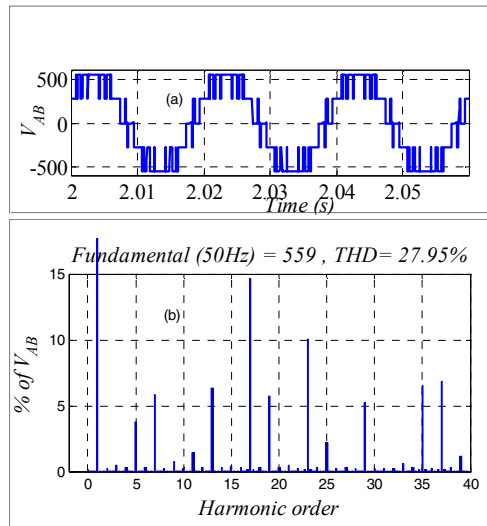 500
0
-500
V_AB
(a)
2 2.01 2.02 2.03 2.04 2.05
Time (s)
Fundamental (50Hz) = 559 , THD= 27.95%
15
10
5
0
% of V_AB
(b)
0 5 10 15 20 25 30 35 40
Harmonic order